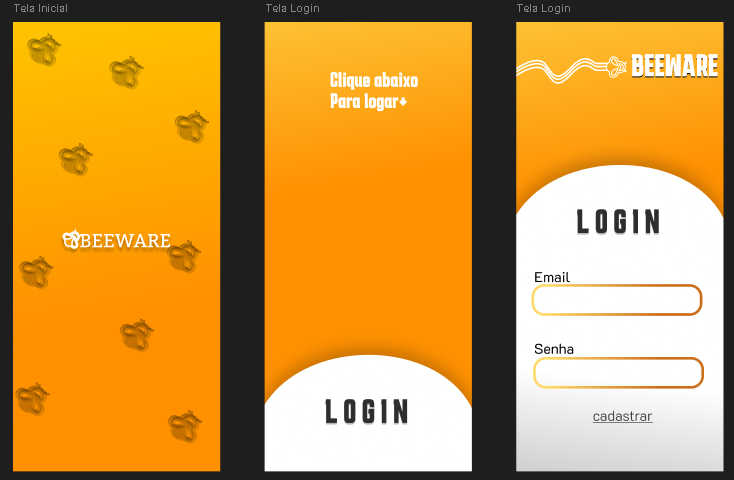 Tela Inicial
BEEWARE
Tela Login
Clique abaixo
Para logar
LOGIN
Tela Login
BEEWARE
LOGIN
Email
Senha
cadastrar